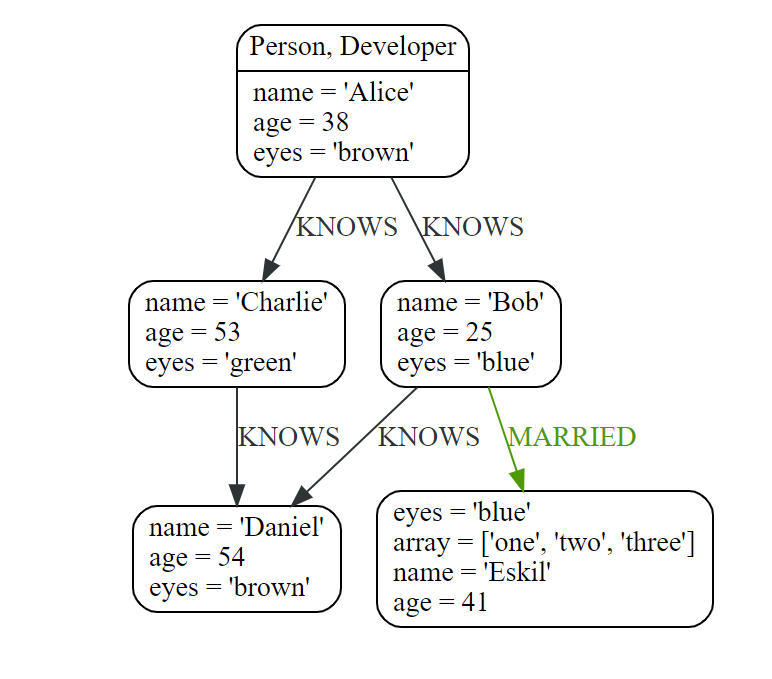 Person, Developer
name = 'Alice'
age = 38
eyes = 'brown'
KNOWS
KNOWS
name = 'Charlie'
age = 53
eyes = 'green'
name = 'Bob'
age = 25
eyes = 'blue'
KNOWS
KNOWS
MARRIED
name = 'Daniel'
age = 54
eyes = 'brown'
eyes = 'blue'
array = ['one', 'two', 'three']
name = 'Eskil'
age = 41